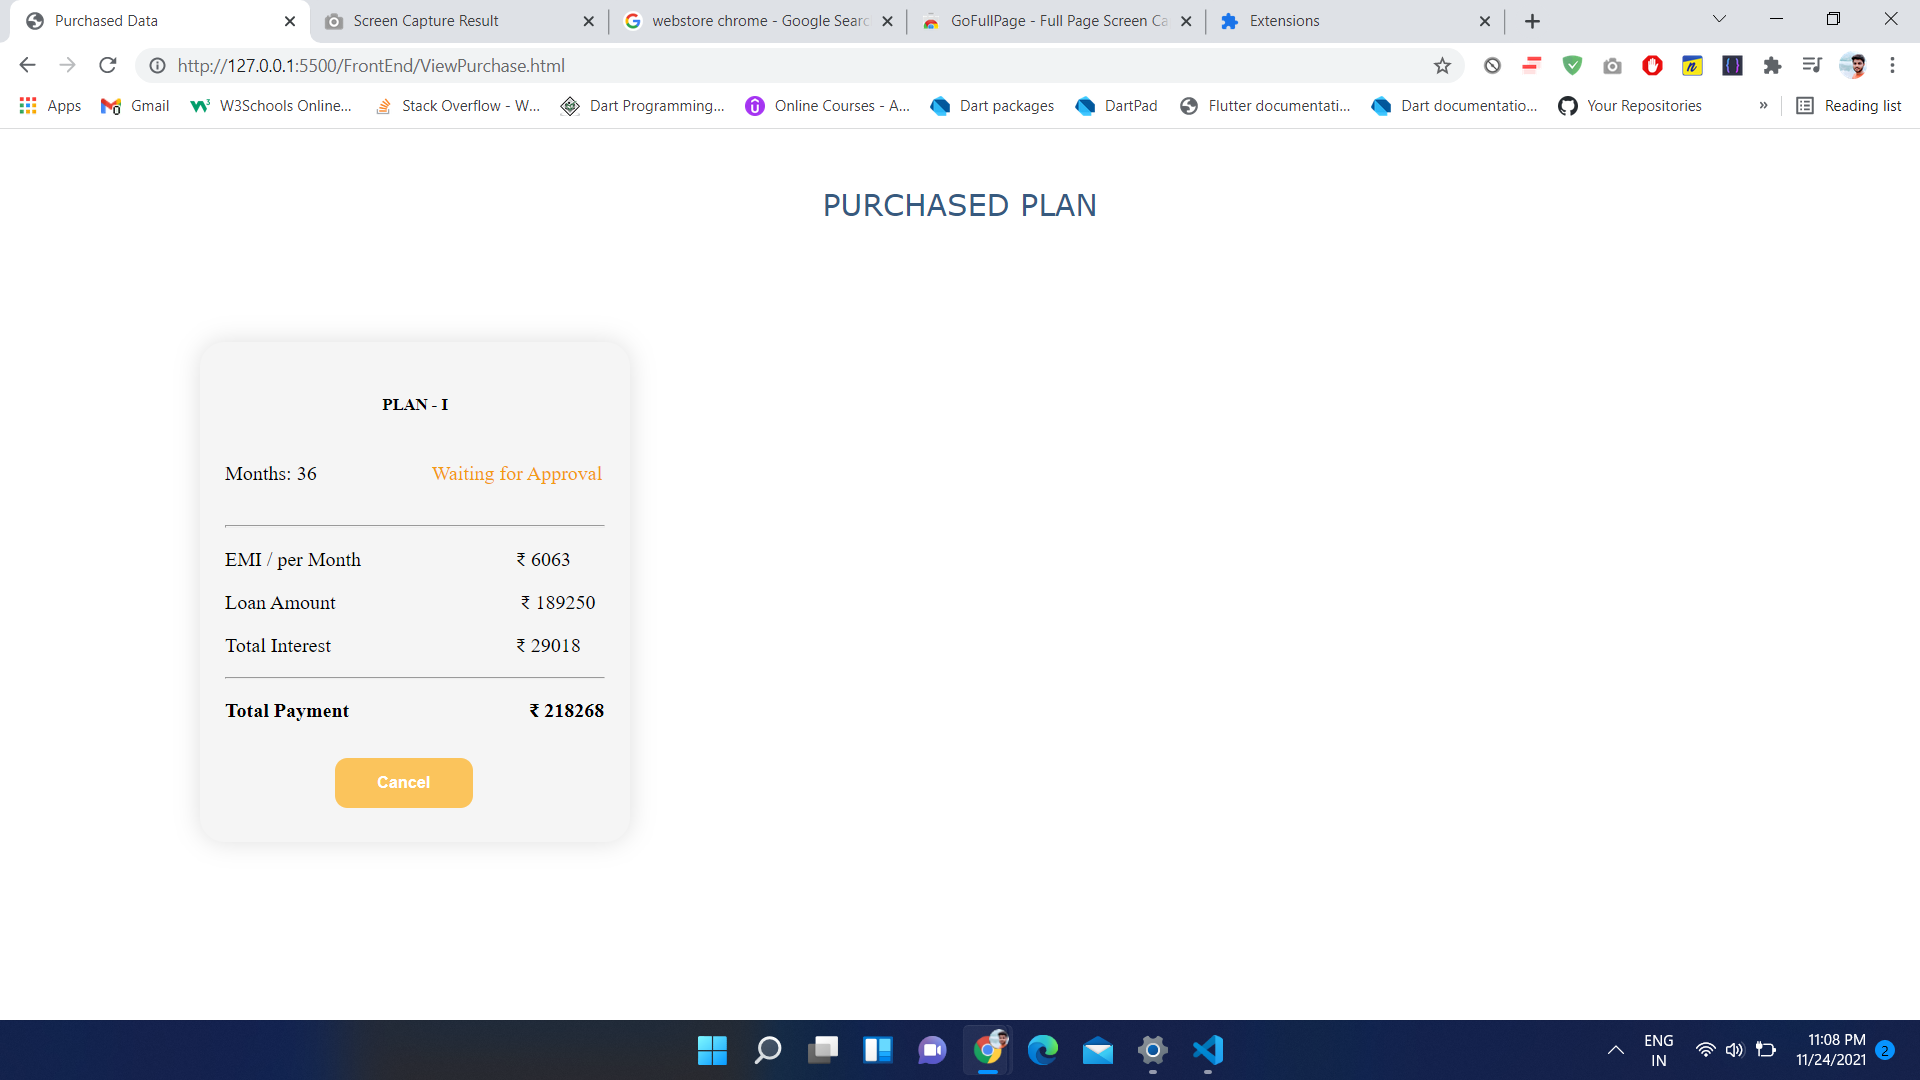 Purchased Data
Screen Capture Result
webstore chrome - Google Searc
GoFullPage - Full Page Screen Ca
Extensions
http://127.0.0.1:5500/FrontEnd/ViewPurchase.html
Apps
Gmail
W3Schools Online...
Stack Overflow - W...
Dart Programming...
Online Courses - A...
Dart packages
DartPad
Flutter documentati...
Dart documentatio...
Your Repositories
»
Reading list
PURCHASED PLAN
PLAN - I
Months: 36 Waiting for Approval
EMI / per Month ₹ 6063
Loan Amount ₹ 189250
Total Interest ₹ 29018
Total Payment ₹ 218268
Cancel
ENG
IN
11:08 PM
11/24/2021
2